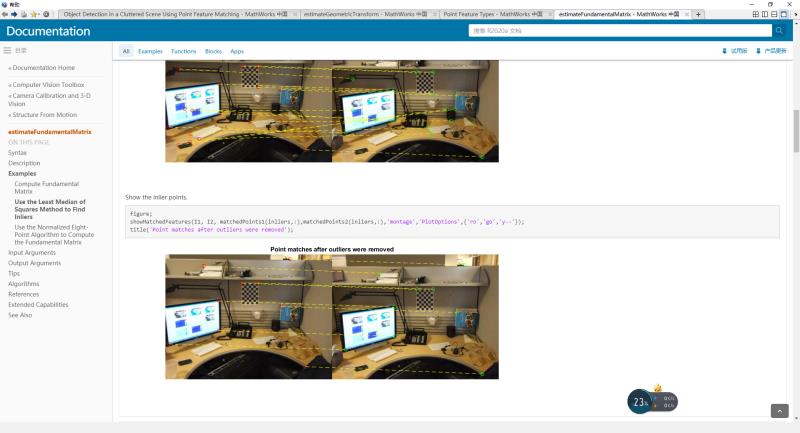 帮助
Object Detection in a Cluttered Scene Using Point Feature Matching - MathWorks 中国
estimateGeometricTransform - MathWorks 中国
Point Feature Types - MathWorks 中国
estimateFundamentalMatrix - MathWorks 中国
Documentation
搜索 R2020a 文档
目录
All Examples Functions Blocks Apps
试用版 产品更新
« Documentation Home
« Computer Vision Toolbox
« Camera Calibration and 3-D
Vision
« Structure From Motion
estimateFundamentalMatrix
ON THIS PAGE
Syntax
Description
Examples
Compute Fundamental
Matrix
Use the Least Median of
Squares Method to Find
Inliers
Use the Normalized Eight-
Point Algorithm to Compute
the Fundamental Matrix
Input Arguments
Output Arguments
Tips
Algorithms
References
Extended Capabilities
See Also
Show the inlier points.
figure;
showMatchedFeatures(I1, I2, matchedPoints1(inliers,:),matchedPoints2(inliers,:),'montage','PlotOptions',{'ro','go','y--'});
title('Point matches after outliers were removed');
Point matches after outliers were removed
23%